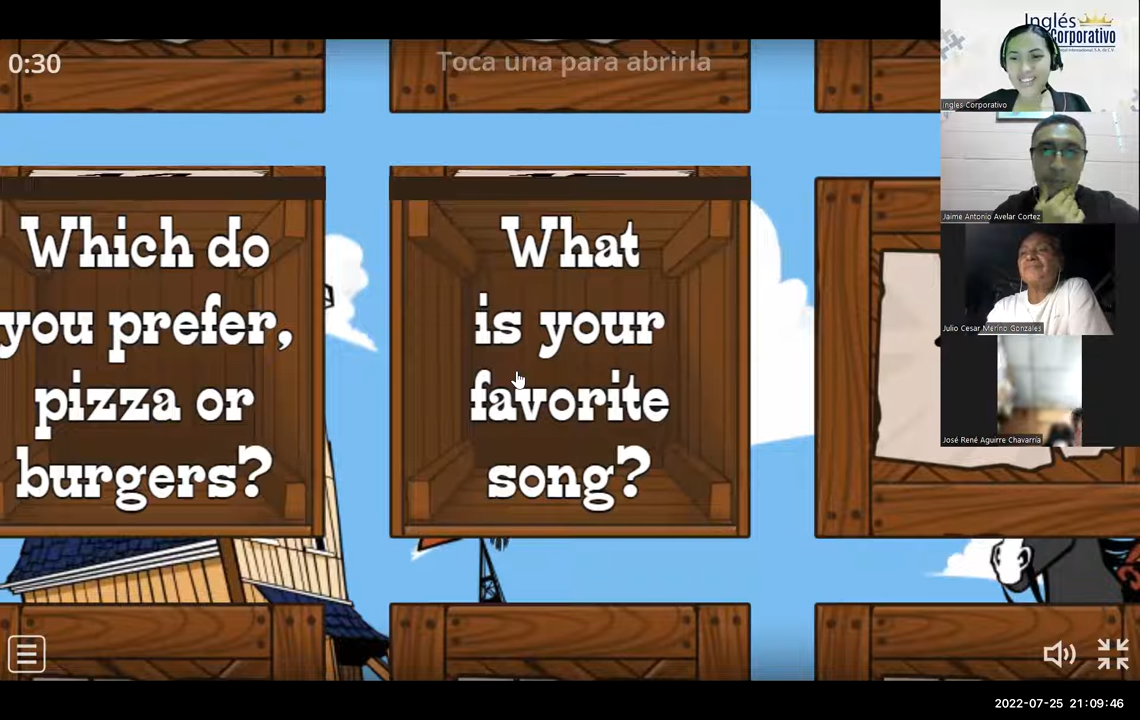 0:30
Toca una para abrirla
Which do
you prefer,
pizza or
burgers?
What
is your
favorite
song?
Inglés
Corporativo
Ingles Corporativo
Jaime Antonio Avelar Cortez
Julio Cesar Merino Gonzales
José René Aguirre Chavarría
2022-07-25 21:09:46